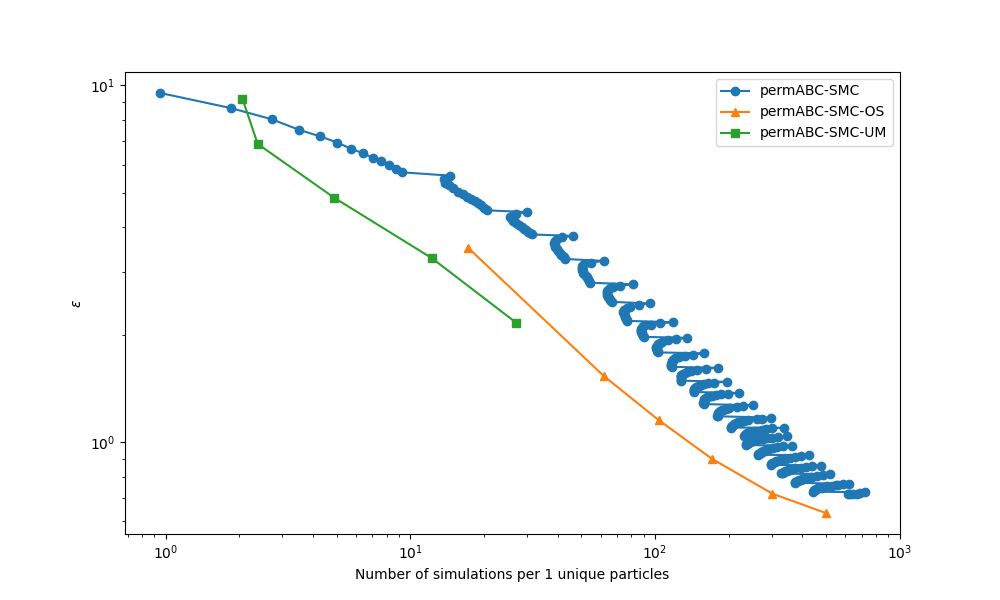 permABC-SMC
permABC-SMC-OS
permABC-SMC-UM
10¹
10⁰
ε
10⁰
10¹
10²
10³
Number of simulations per 1 unique particles